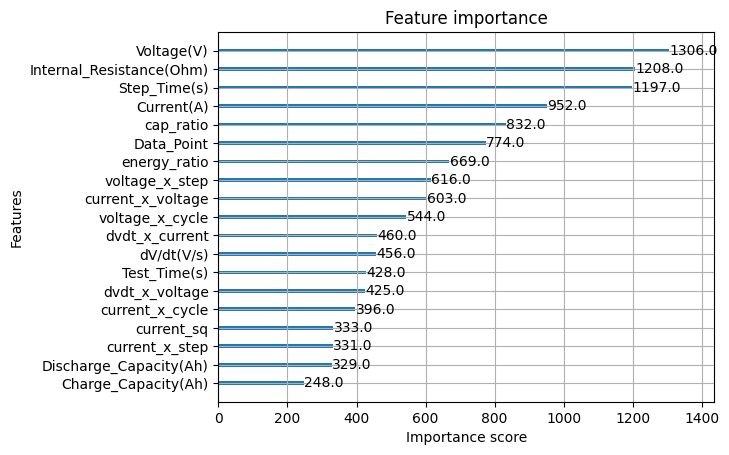 Feature importance
Voltage(V) 1306.0
Internal_Resistance(Ohm) 1208.0
Step_Time(s) 1197.0
Current(A) 952.0
cap_ratio 832.0
Data_Point 774.0
energy_ratio 669.0
voltage_x_step 616.0
current_x_voltage 603.0
voltage_x_cycle 544.0
dvdt_x_current 460.0
dV/dt(V/s) 456.0
Test_Time(s) 428.0
dvdt_x_voltage 425.0
current_x_cycle 396.0
current_sq 333.0
current_x_step 331.0
Discharge_Capacity(Ah) 329.0
Charge_Capacity(Ah) 248.0
0 200 400 600 800 1000 1200 1400
Importance score
Features